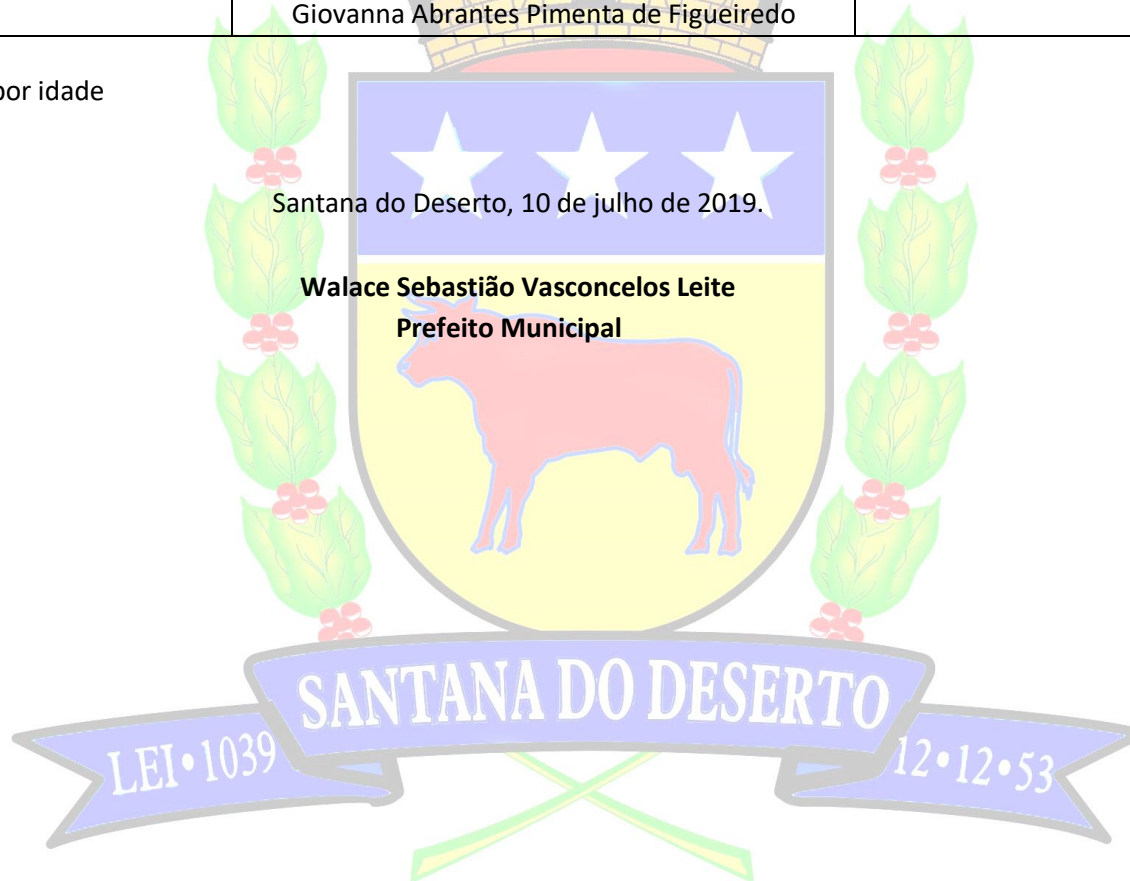 Giovanna Abrantes Pimenta de Figueiredo
por idade
Santana do Deserto, 10 de julho de 2019.
Walace Sebastião Vasconcelos Leite
Prefeito Municipal
SANTANA DO DESERTO
LEI•1039
12•12•53